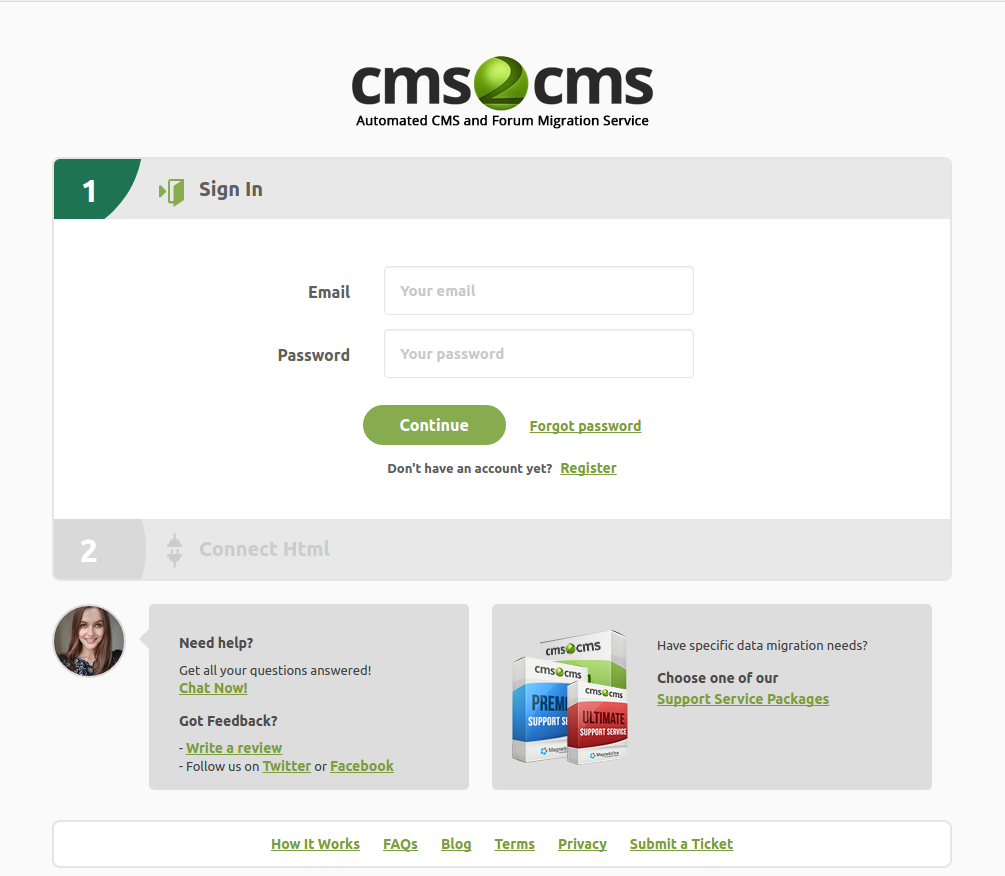 cms2cms
Automated CMS and Forum Migration Service
1
Sign In
Email
Your email
Password
Your password
Continue
Forgot password
Don't have an account yet? Register
2
Connect Html
Need help?
Get all your questions answered!
Chat Now!
Got Feedback?
- Write a review
- Follow us on Twitter or Facebook
cms2cms
cms2cms
PREMI
SUPPORT SE
MagneticOne
cms2cms
ULTIMATE
SUPPORT SERVICE
MagneticOne
Have specific data migration needs?
Choose one of our
Support Service Packages
How It Works FAQs Blog Terms Privacy Submit a Ticket